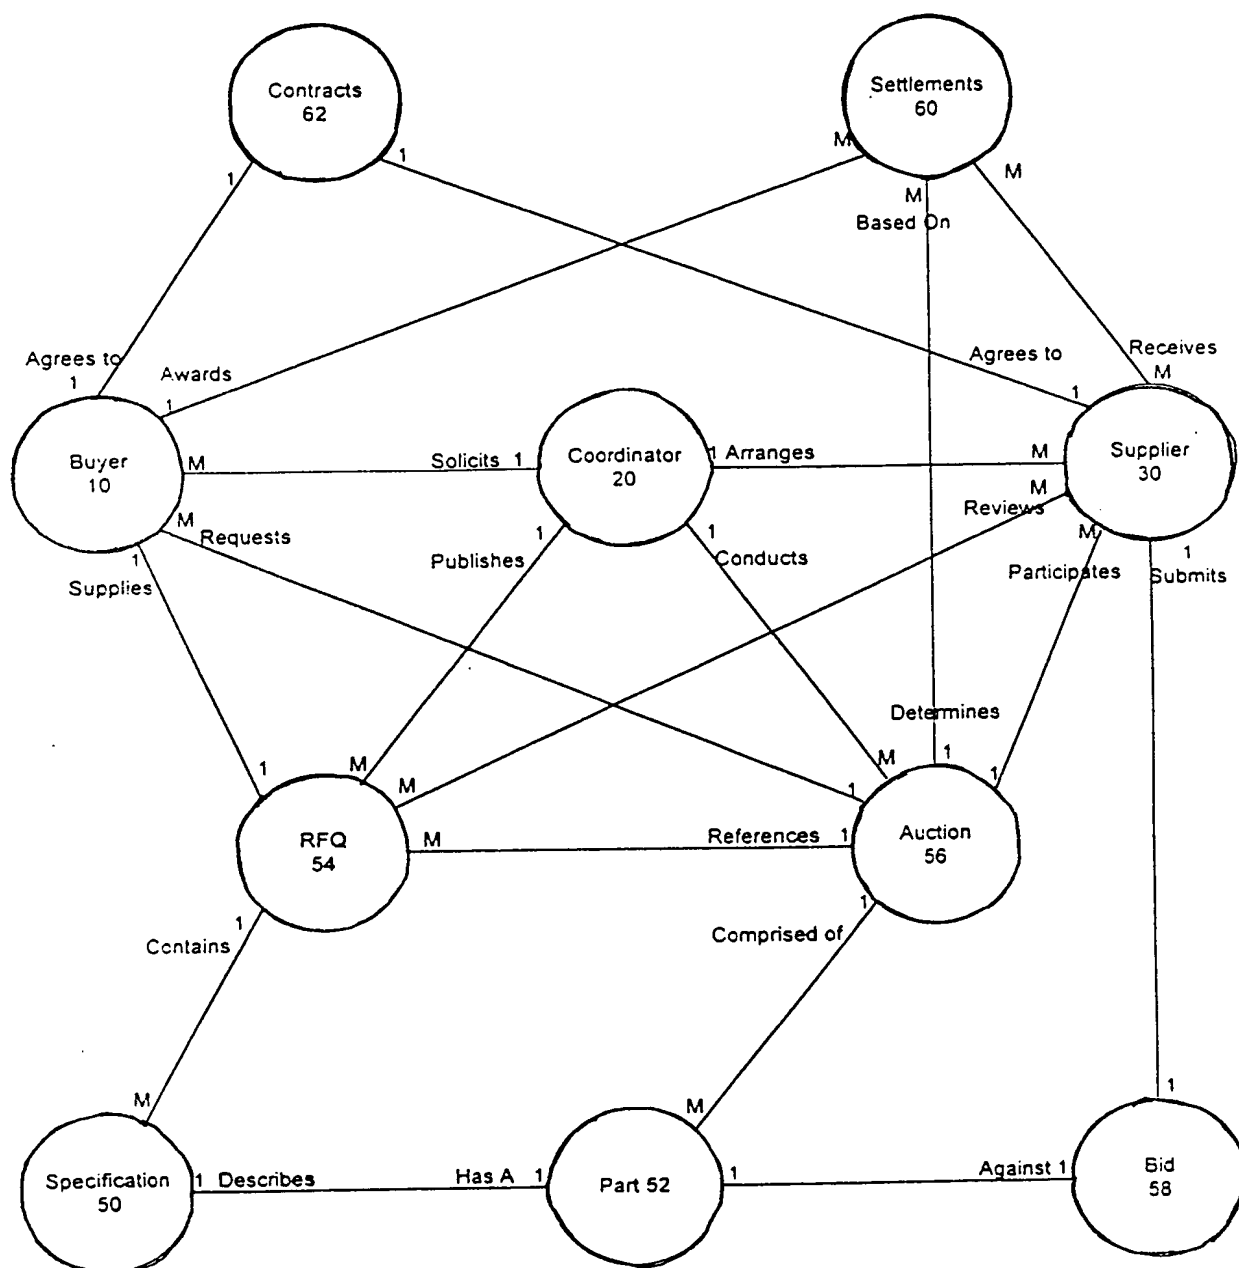 Contracts
62
Settlements
60
1
1
M
M
M
Based On
Agrees to
1
Awards
1
Agrees to
1
Receives
M
Buyer
10
M
Solicits 1
Coordinator
20
1 Arranges
M
Supplier
30
M
Reviews
M
Requests
1
Supplies
1
Publishes
1
Conducts
M
Participates
1
Submits
Determines
1
M
M
M
1
1
1
RFQ
54
M
References 1
Auction
56
1
Contains
1
Comprised of
M
M
1
Specification
50
1 Describes
Has A 1
Part 52
1
Against 1
Bid
58